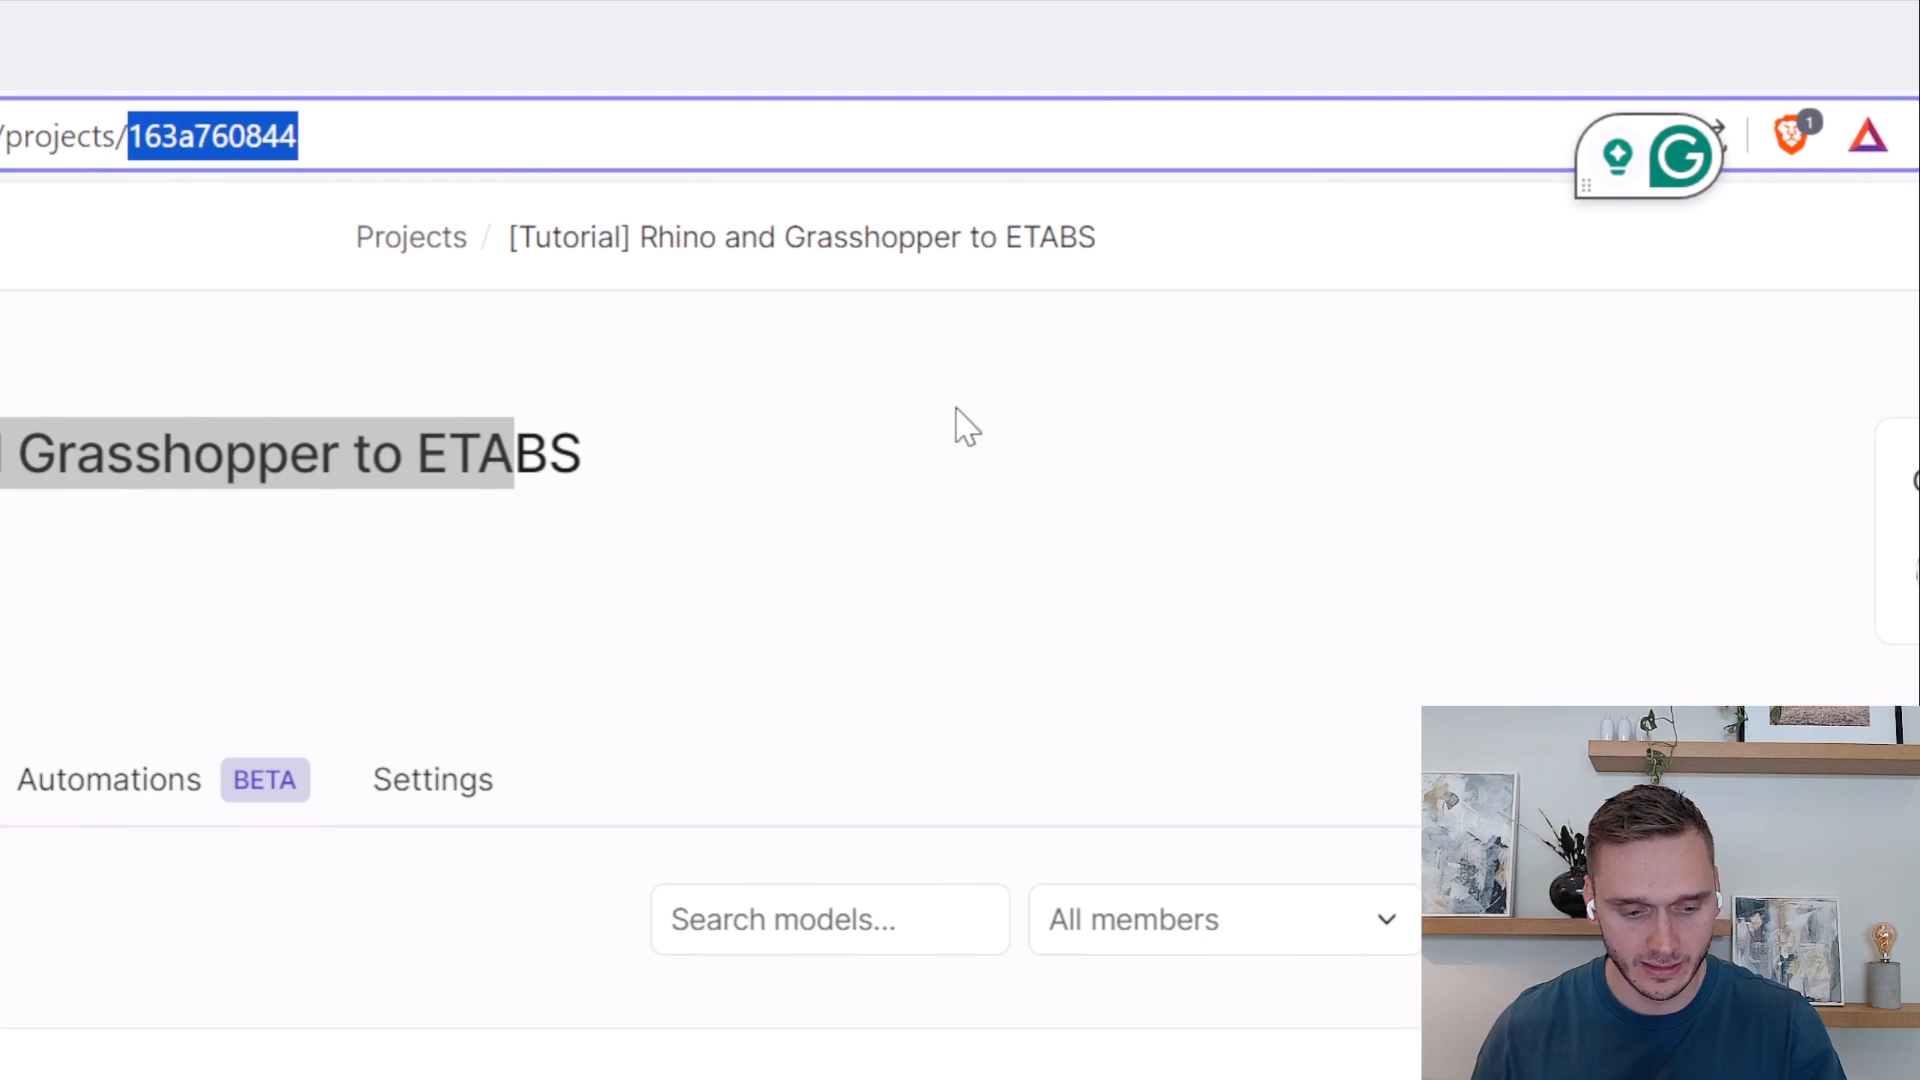 /projects/163a760844
1
Projects / [Tutorial] Rhino and Grasshopper to ETABS
Grasshopper to ETABS
Automations BETA Settings
Search models... All members